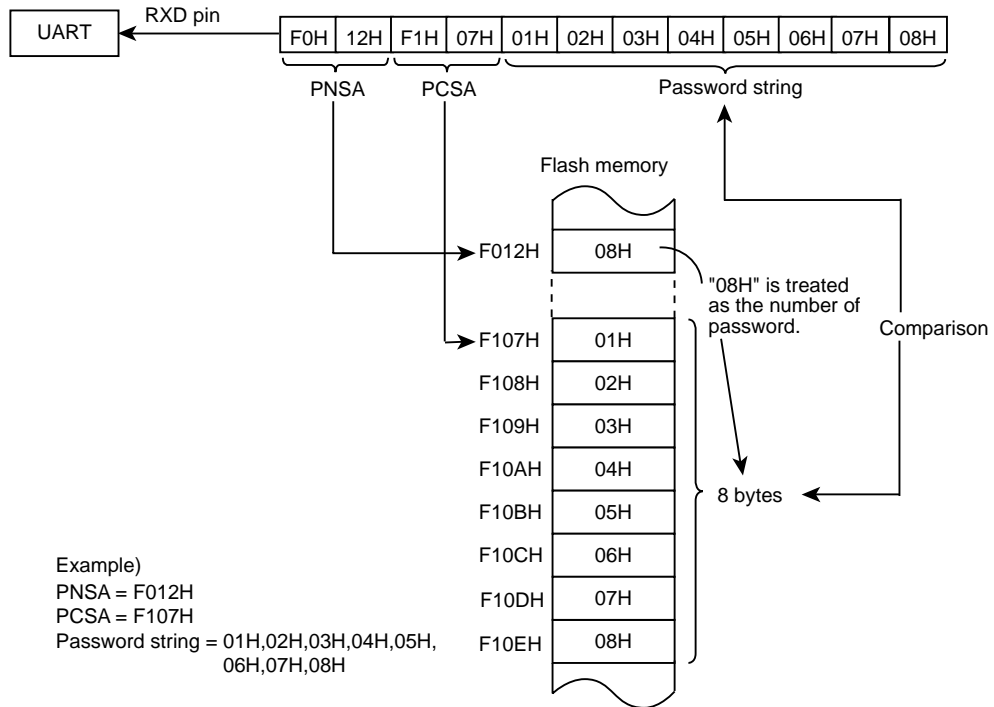 UART
RXD pin
F0H 12H F1H 07H 01H 02H 03H 04H 05H 06H 07H 08H
PNSA
PCSA
Password string
Flash memory
F012H 08H
"08H" is treated
as the number of
password.
Comparison
F107H 01H
F108H 02H
F109H 03H
F10AH 04H
8 bytes
F10BH 05H
F10CH 06H
F10DH 07H
F10EH 08H
Example)
PNSA = F012H
PCSA = F107H
Password string = 01H,02H,03H,04H,05H,
06H,07H,08H